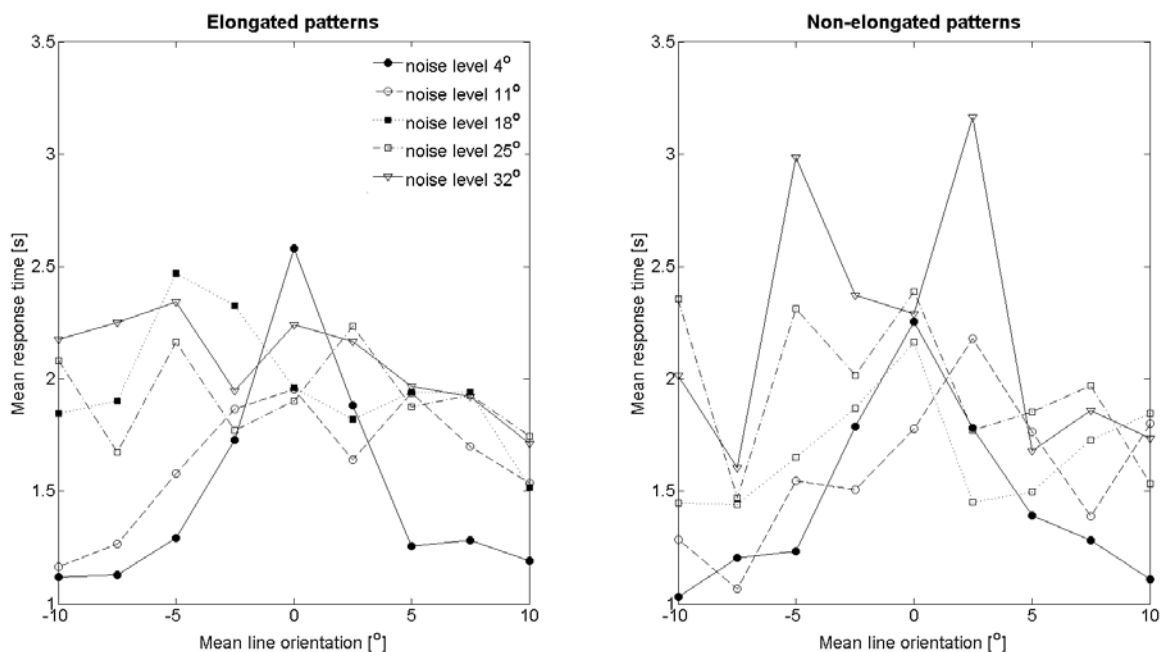 Elongated patterns
3.5
3
2.5
2
1.5
1
Mean response time [s]
noise level 4°
noise level 11°
noise level 18°
noise level 25°
noise level 32°
-10
-5
0
5
10
Mean line orientation [°]
Non-elongated patterns
3.5
3
2.5
2
1.5
1
Mean response time [s]
-10
-5
0
5
10
Mean line orientation [°]